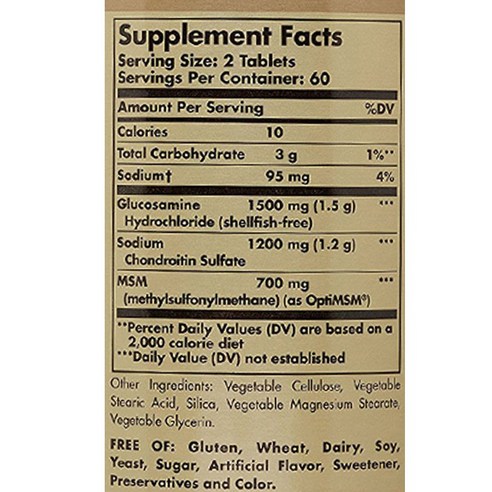 Supplement Facts
Serving Size: 2 Tablets
Servings Per Container: 60
Amount Per Serving %DV
Calories 10
Total Carbohydrate 3 g 1%**
Sodium† 95 mg 4%
Glucosamine 1500 mg (1.5 g) ***
Hydrochloride (shellfish-free)
Sodium 1200 mg (1.2 g) ***
Chondroitin Sulfate
MSM 700 mg ***
(methylsulfonylmethane) (as OptiMSM®)
**Percent Daily Values (DV) are based on a
2,000 calorie diet
***Daily Value (DV) not established
Other Ingredients: Vegetable Cellulose, Vegetable
Stearic Acid, Silica, Vegetable Magnesium Stearate,
Vegetable Glycerin.
FREE OF: Gluten, Wheat, Dairy, Soy,
Yeast, Sugar, Artificial Flavor, Sweetener,
Preservatives and Color.